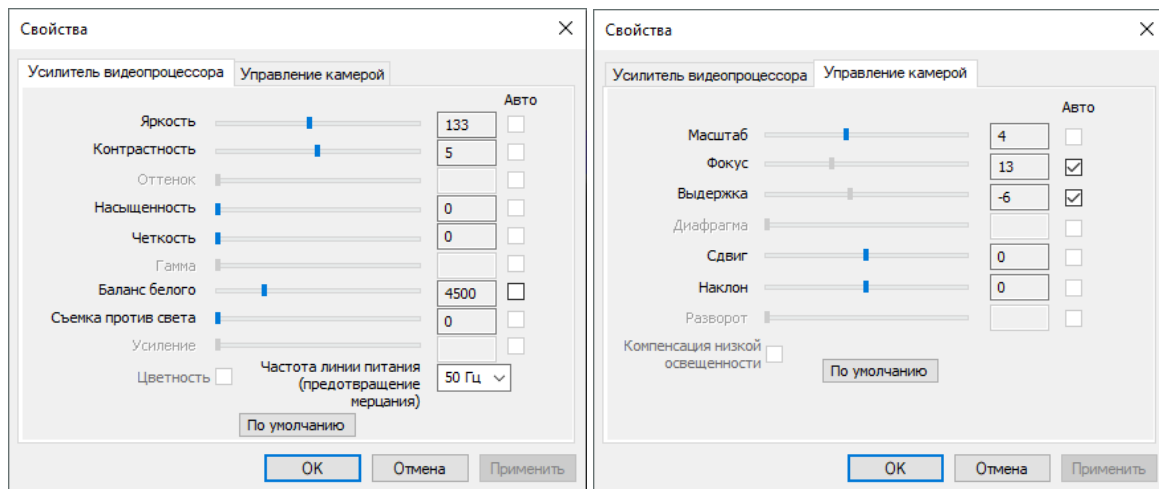 Свойства
Усилитель видеопроцессора
Управление камерой
Авто
Яркость 133
Контрастность 5
Оттенок
Насыщенность 0
Четкость 0
Гамма
Баланс белого 4500
Съемка против света 0
Усиление
Цветность
Частота линии питания
(предотвращение
мерцания)
50 Гц
По умолчанию
OK Отмена Применить
Свойства
Усилитель видеопроцессора
Управление камерой
Авто
Масштаб 4
Фокус 13
Выдержка -6
Диафрагма
Сдвиг 0
Наклон 0
Разворот
Компенсация низкой
освещенности
По умолчанию
OK Отмена Применить